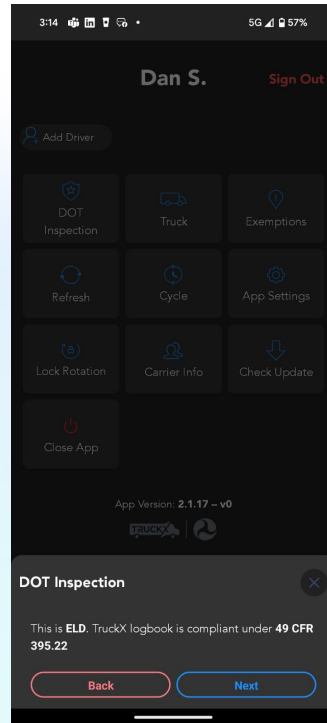 3:14
5G 57%
Dan S.
Sign Out
Add Driver
DOT
Inspection
Truck
Exemptions
Refresh
Cycle
App Settings
Lock Rotation
Carrier Info
Check Update
Close App
App Version: 2.1.17 – v0
TRUCKX
DOT Inspection
This is ELD. TruckX logbook is compliant under 49 CFR
395.22
Back
Next